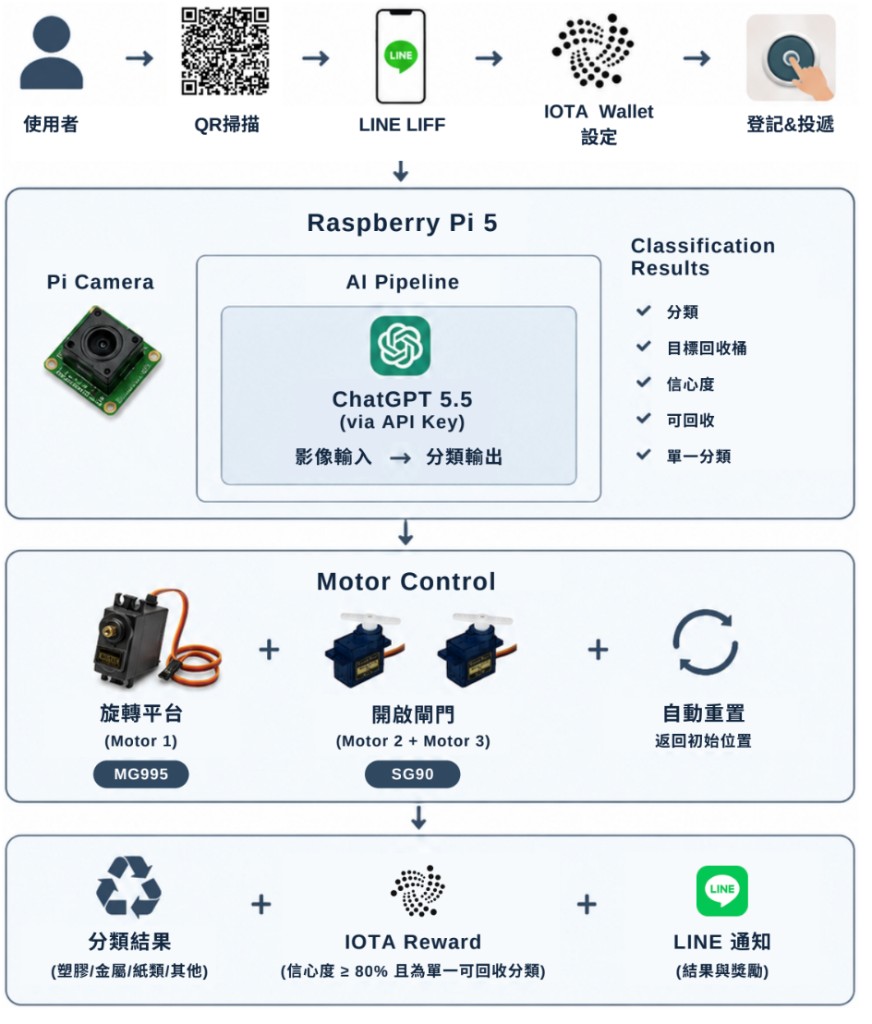 使用者
QR掃描
LINE
LINE LIFF
IOTA Wallet
設定
登記&投遞
Raspberry Pi 5
Pi Camera
AI Pipeline
ChatGPT 5.5
(via API Key)
影像輸入 → 分類輸出
Classification
Results
✓ 分類
✓ 目標回收桶
✓ 信心度
✓ 可回收
✓ 單一分類
Motor Control
+
+
旋轉平台
(Motor 1)
MG995
開啟閘門
(Motor 2 + Motor 3)
SG90
自動重置
返回初始位置
+
+
LINE
分類結果
(塑膠/金屬/紙類/其他)
IOTA Reward
(信心度 ≥ 80% 且為單一可回收分類)
LINE 通知
(結果與獎勵)